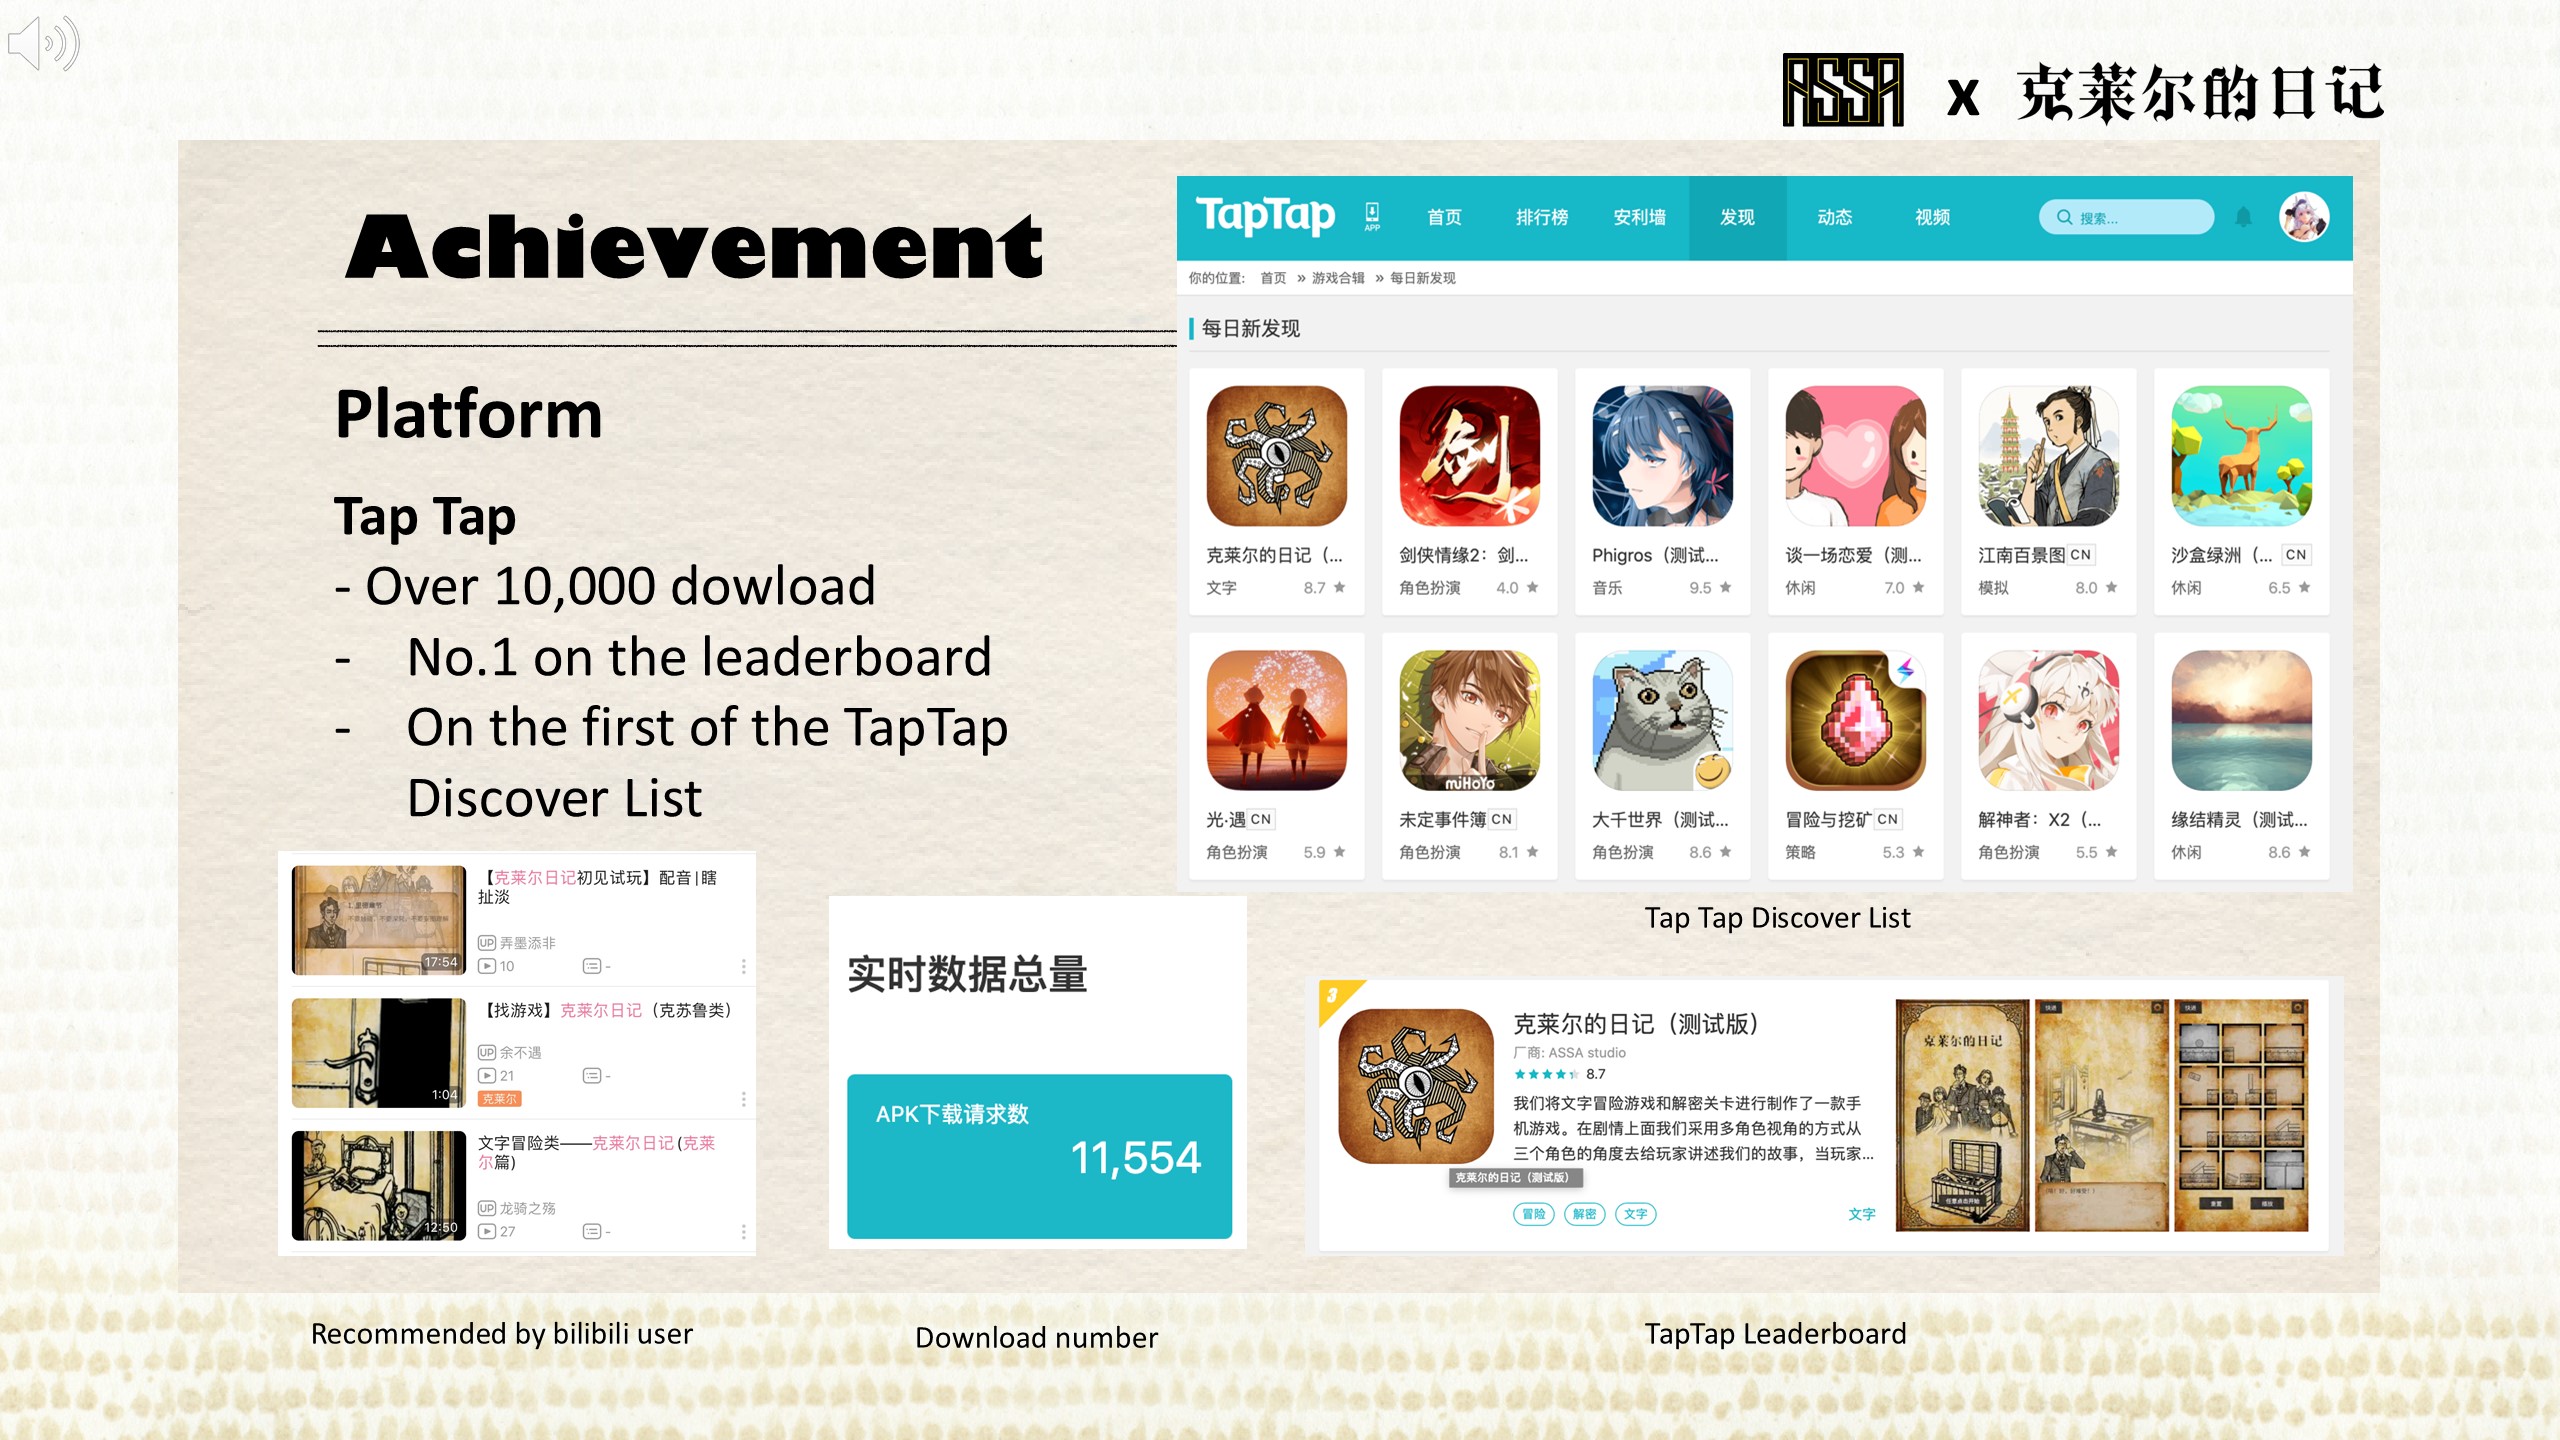 ASSA x 克莱尔的日记
Achievement
Platform
Tap Tap
- Over 10,000 dowload
- No.1 on the leaderboard
- On the first of the TapTap
Discover List
TapTap APP 首页 排行榜 安利墙 发现 动态 视频 搜索...
你的位置: 首页 » 游戏合辑 » 每日新发现
每日新发现
克莱尔的日记（...
文字 8.7
剑
剑侠情缘2：剑...
角色扮演 4.0
Phigros（测试...
音乐 9.5
谈一场恋爱（测...
休闲 7.0
江南百景图 CN
模拟 8.0
沙盒绿洲（... CN
休闲 6.5
光·遇 CN
角色扮演 5.9
miHoYo
未定事件簿 CN
角色扮演 8.1
大千世界（测试...
角色扮演 8.6
冒险与挖矿 CN
策略 5.3
解神者：X2（...
角色扮演 5.5
缘结精灵（测试...
休闲 8.6
Tap Tap Discover List
17:54
【克莱尔日记初见试玩】配音|瞎
扯淡
UP 弄墨添非
10 -
1:04
【找游戏】克莱尔日记（克苏鲁类）
UP 余不遇
21 -
克莱尔
12:50
文字冒险类——克莱尔日记(克莱
尔篇)
UP 龙骑之殇
27 -
Recommended by bilibili user
实时数据总量
APK下载请求数
11,554
Download number
3
克莱尔的日记（测试版）
厂商: ASSA studio
8.7
我们将文字冒险游戏和解密关卡进行制作了一款手
机游戏。在剧情上面我们采用多角色视角的方式从
三个角色的角度去给玩家讲述我们的故事，当玩家...
克莱尔的日记（测试版）
冒险 解密 文字 文字
克莱尔的日记
TapTap Leaderboard